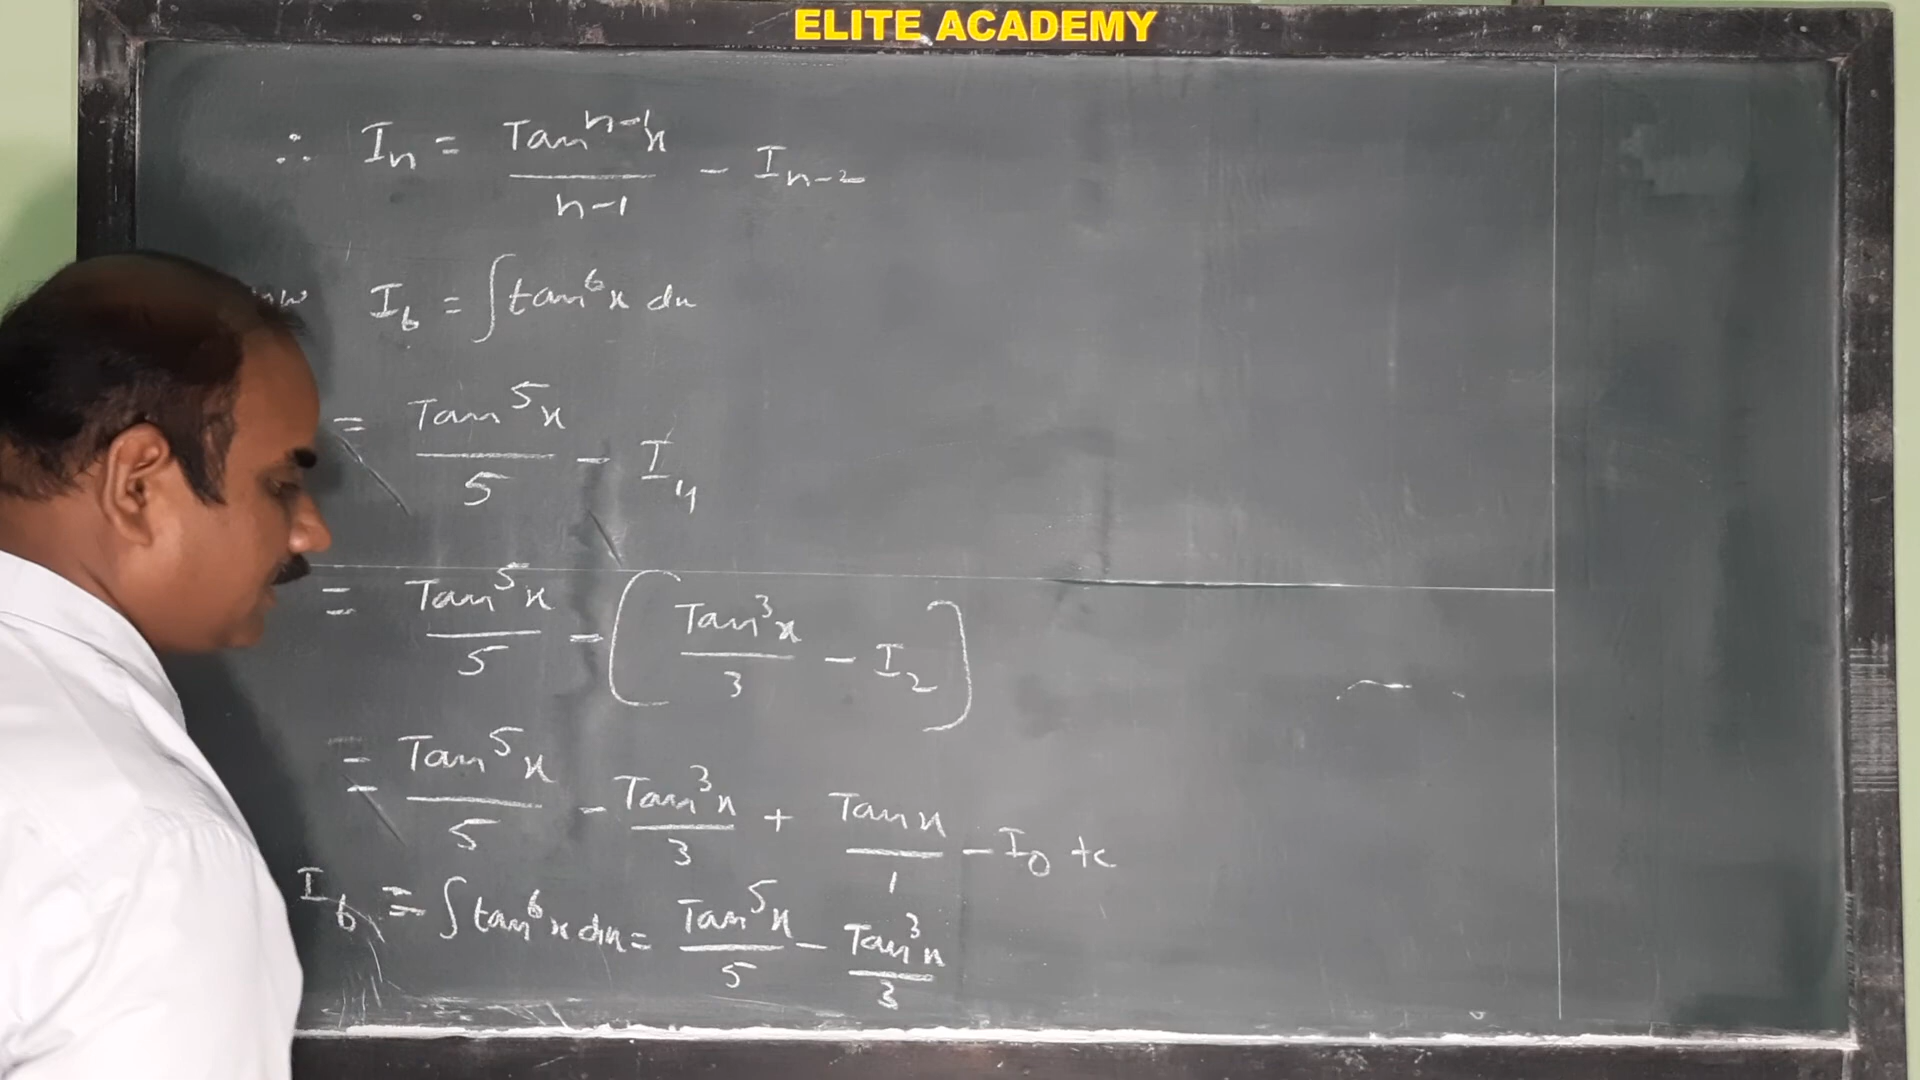 ELITE ACADEMY
∴ Iₙ = Tanⁿ⁻¹x / n-1 - Iₙ₋₂
I₆ = ∫tan⁶x dx
= Tan⁵x / 5 - I₄
= Tan⁵x / 5 - ( Tan³x / 3 - I₂ )
= Tan⁵x / 5 - Tan³x / 3 + Tan x / 1 - I₀ + c
I₆ = ∫tan⁶x dx = Tan⁵x / 5 - Tan³x / 3